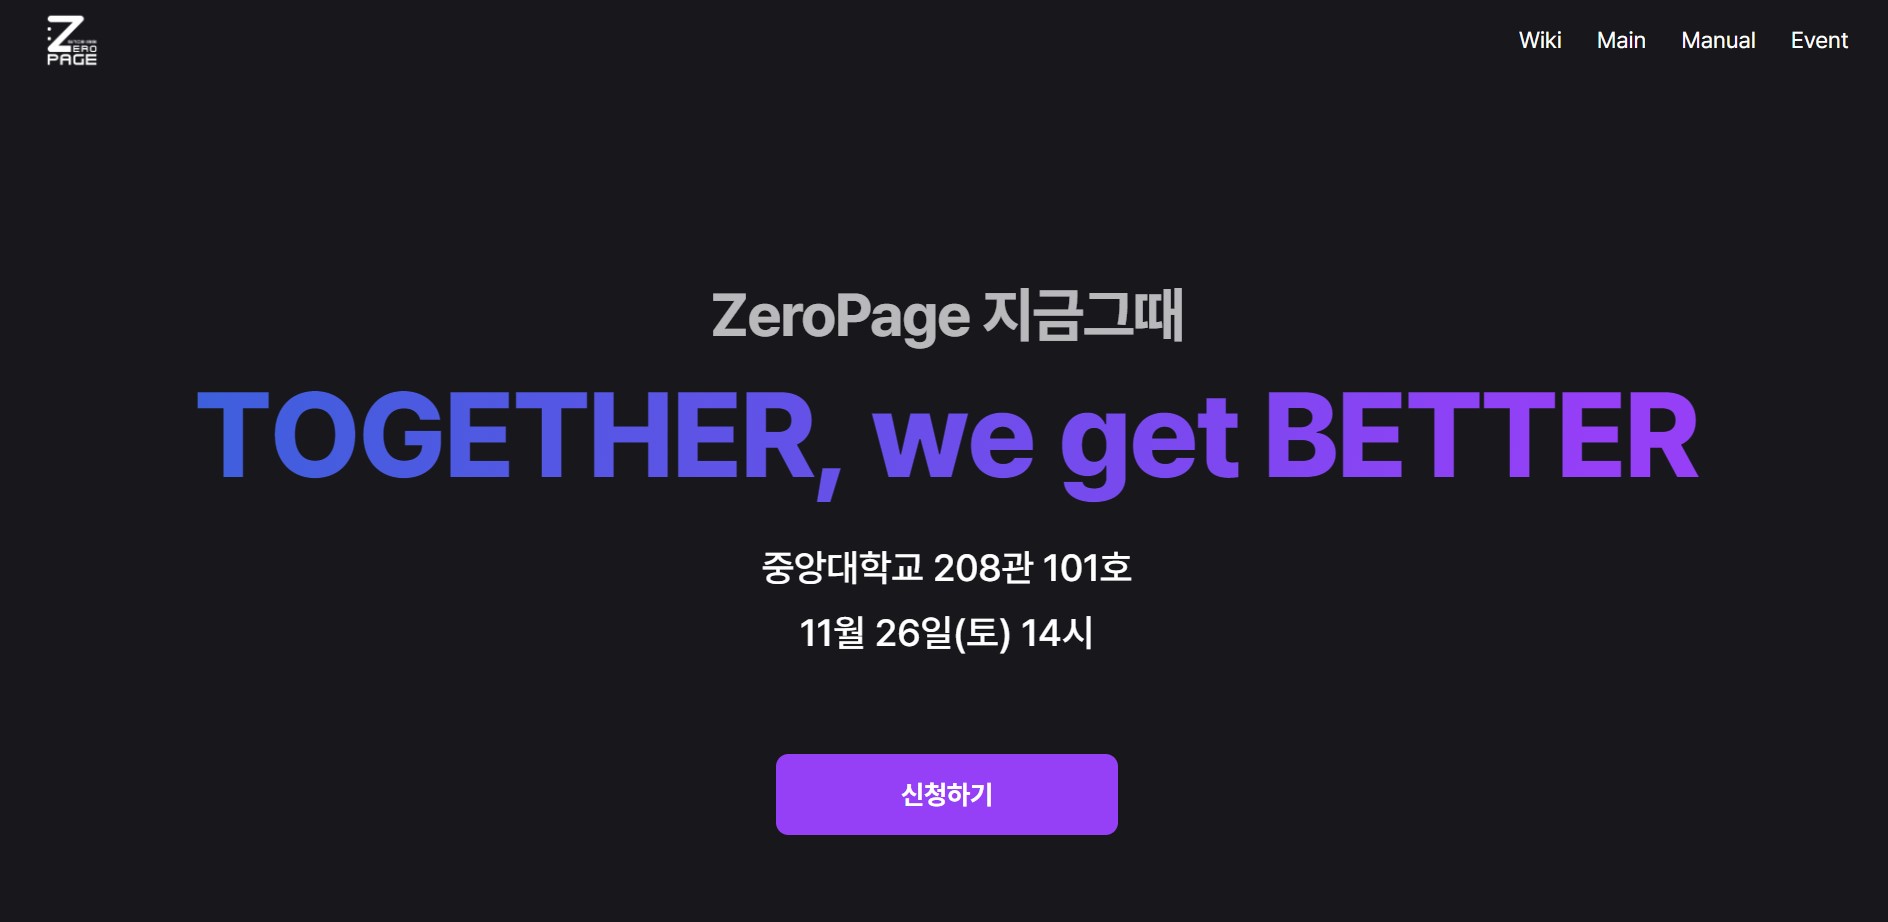 ZERO
PAGE
Wiki Main Manual Event
ZeroPage 지금그때
TOGETHER, we get BETTER
중앙대학교 208관 101호
11월 26일(토) 14시
신청하기